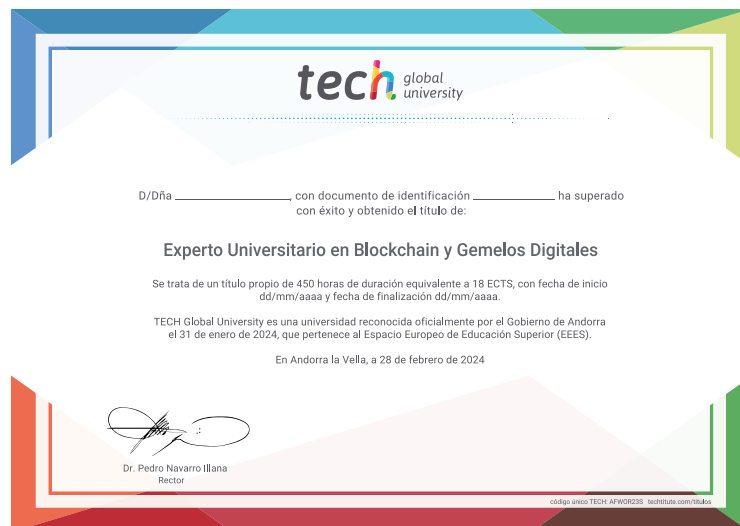 tech global university
D/Dña ____________, con documento de identificación ____________ ha superado
con éxito y obtenido el título de:
Experto Universitario en Blockchain y Gemelos Digitales
Se trata de un título propio de 450 horas de duración equivalente a 18 ECTS, con fecha de inicio
dd/mm/aaaa y fecha de finalización dd/mm/aaaa.
TECH Global University es una universidad reconocida oficialmente por el Gobierno de Andorra
el 31 de enero de 2024, que pertenece al Espacio Europeo de Educación Superior (EEES).
En Andorra la Vella, a 28 de febrero de 2024
Dr. Pedro Navarro Illana
Rector
código único TECH: AFWOR23S techtitute.com/titulos